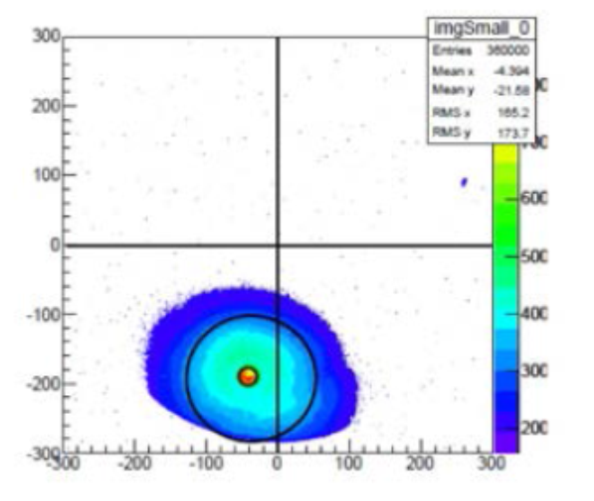 imgSmall_0
Entries 360000
Mean x -4.394
Mean y -21.58
RMS x 165.2
RMS y 173.7
300
200
100
0
-100
-200
-300
-300 -200 -100 0 100 200 300
600
500
400
300
200